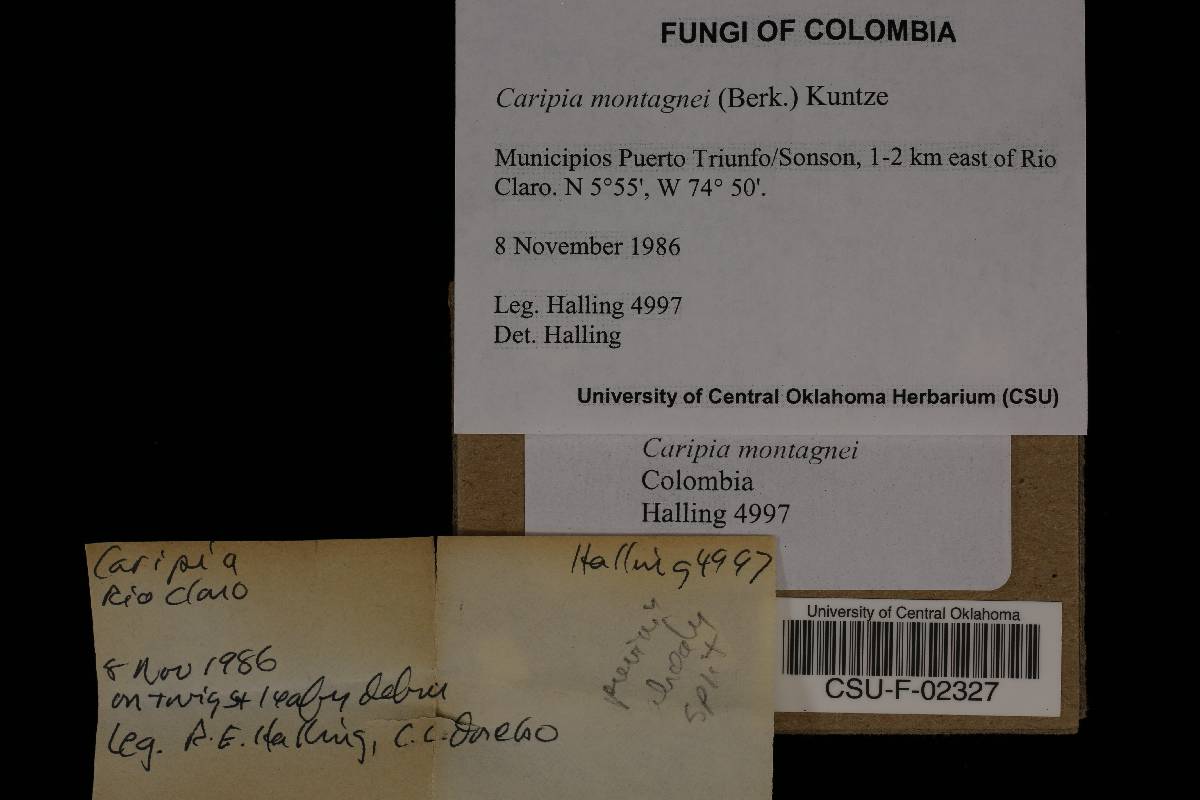 FUNGI OF COLOMBIA
Caripia montagnei (Berk.) Kuntze
Municipios Puerto Triunfo/Sonson, 1-2 km east of Rio
Claro. N 5°55', W 74° 50'.
8 November 1986
Leg. Halling 4997
Det. Halling
University of Central Oklahoma Herbarium (CSU)
Caripia montagnei
Colombia
Halling 4997
University of Central Oklahoma
CSU-F-02327
Caripia
Rio Claro
Halling 4997
8 Nov 1986
on twigs + leafy debris
Leg. R.E. Halling, C.L. Ovrebo
previously
already
split